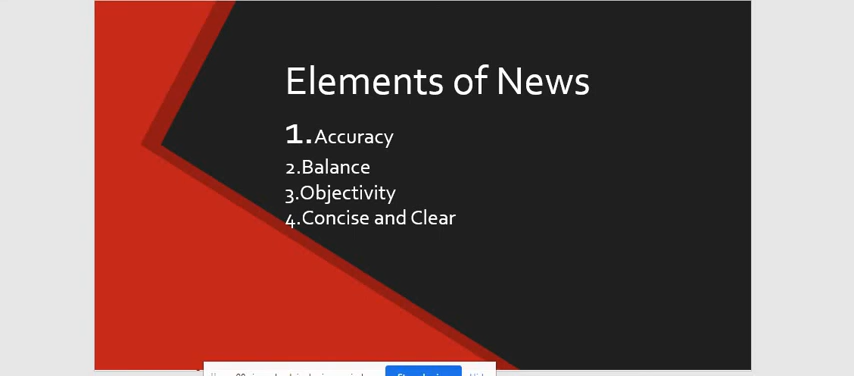 Elements of News
1.Accuracy
2.Balance
3.Objectivity
4.Concise and Clear